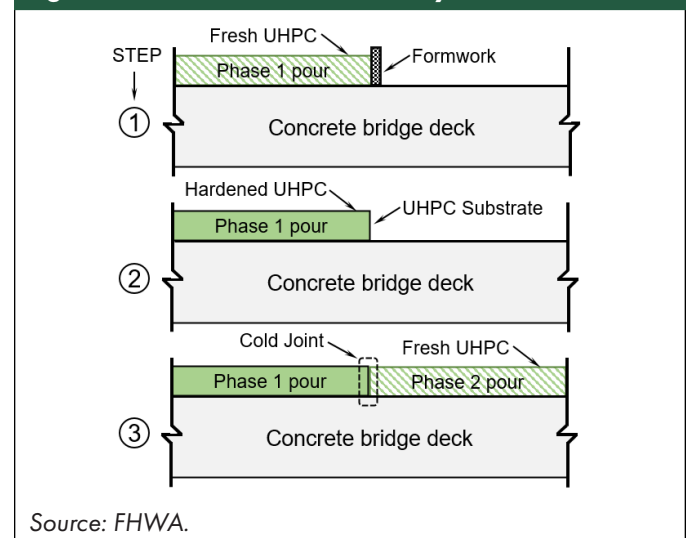 Fresh UHPC
STEP
Formwork
Phase 1 pour
1
Concrete bridge deck
Hardened UHPC
UHPC Substrate
Phase 1 pour
2
Concrete bridge deck
Cold Joint
Fresh UHPC
Phase 1 pour
Phase 2 pour
3
Concrete bridge deck
Source: FHWA.